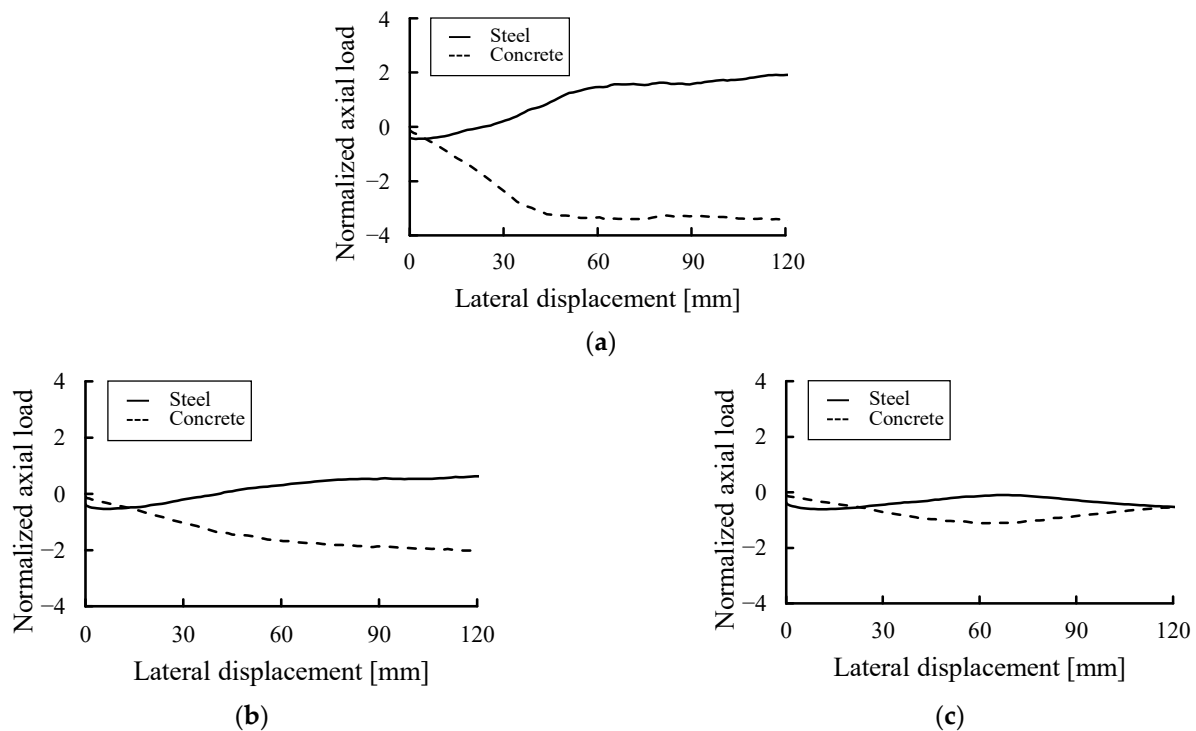 Normalized axial load
4
2
0
−2
−4
Steel
Concrete
0 30 60 90 120
Lateral displacement [mm]
(a)
Normalized axial load
4
2
0
−2
−4
Steel
Concrete
0 30 60 90 120
Lateral displacement [mm]
(b)
Normalized axial load
4
2
0
−2
−4
Steel
Concrete
0 30 60 90 120
Lateral displacement [mm]
(c)